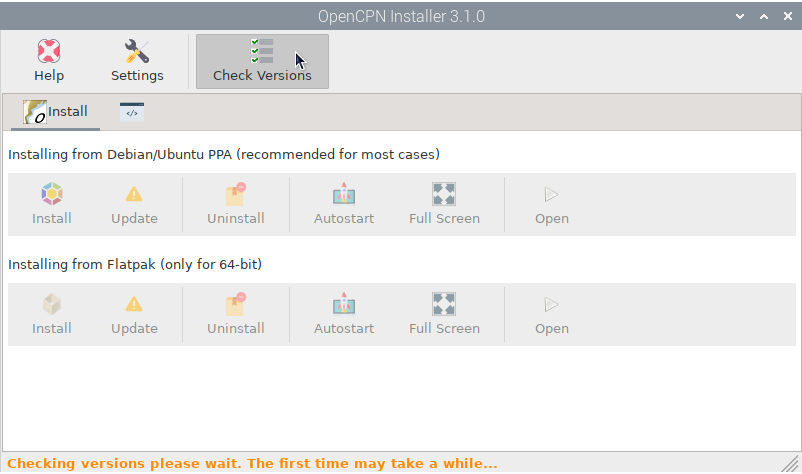 OpenCPN Installer 3.1.0
Help Settings Check Versions
Install </>
Installing from Debian/Ubuntu PPA (recommended for most cases)
Install Update Uninstall Autostart Full Screen Open
Installing from Flatpak (only for 64-bit)
Install Update Uninstall Autostart Full Screen Open
Checking versions please wait. The first time may take a while...